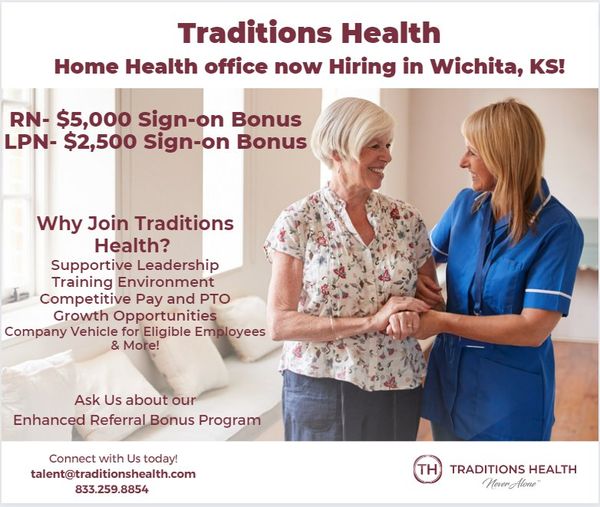 Traditions Health
Home Health office now Hiring in Wichita, KS!
RN- $5,000 Sign-on Bonus
LPN- $2,500 Sign-on Bonus
Why Join Traditions
Health?
Supportive Leadership
Training Environment
Competitive Pay and PTO
Growth Opportunities
Company Vehicle for Eligible Employees
& More!
Ask Us about our
Enhanced Referral Bonus Program
Connect with Us today!
talent@traditionshealth.com
833.259.8854
TH
TRADITIONS HEALTH
Never Alone™